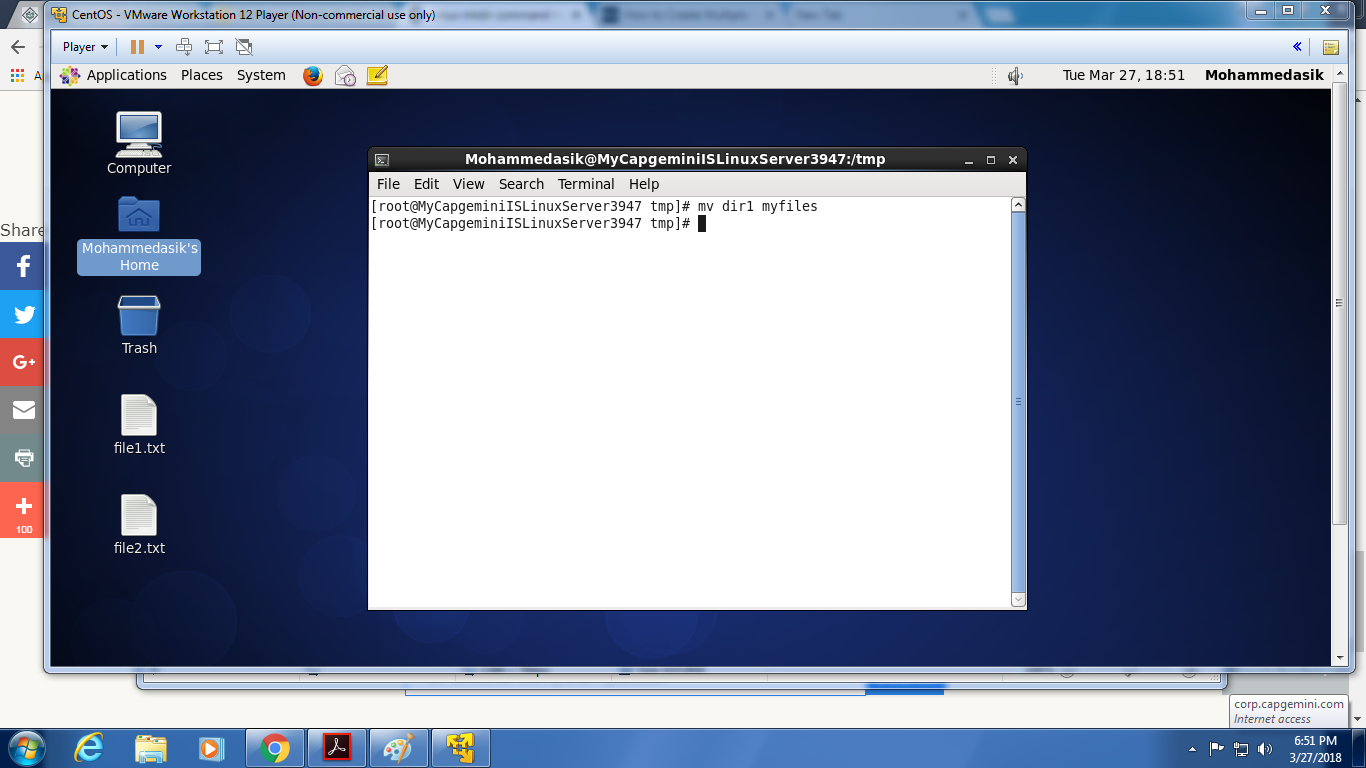 CentOS - VMware Workstation 12 Player (Non-commercial use only)
Player
Applications Places System
Tue Mar 27, 18:51 Mohammedasik
Computer
Mohammedasik's
Home
Trash
file1.txt
file2.txt
Mohammedasik@MyCapgeminiISLinuxServer3947:/tmp
File Edit View Search Terminal Help
[root@MyCapgeminiISLinuxServer3947 tmp]# mv dir1 myfiles
[root@MyCapgeminiISLinuxServer3947 tmp]#
A
Share
G+
100
corp.capgemini.com
Internet access
6:51 PM
3/27/2018